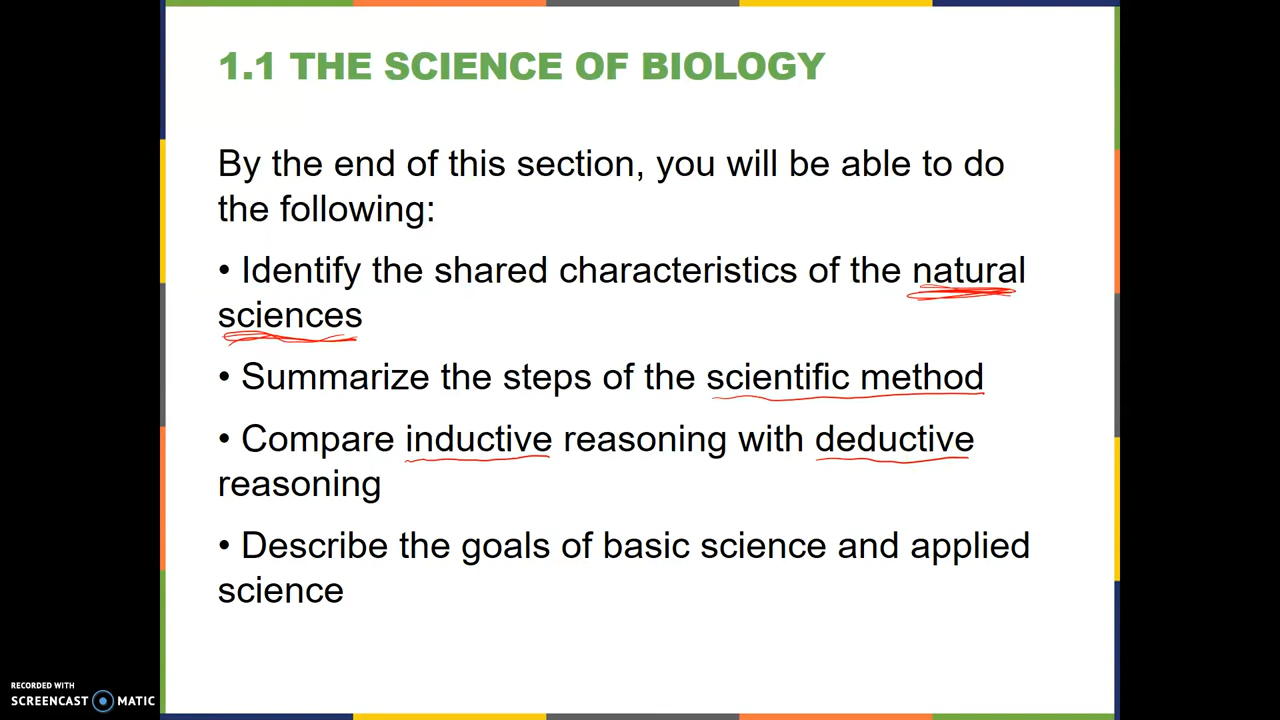 1.1 THE SCIENCE OF BIOLOGY
By the end of this section, you will be able to do
the following:
• Identify the shared characteristics of the natural
sciences
• Summarize the steps of the scientific method
• Compare inductive reasoning with deductive
reasoning
• Describe the goals of basic science and applied
science
RECORDED WITH
SCREENCAST MATIC